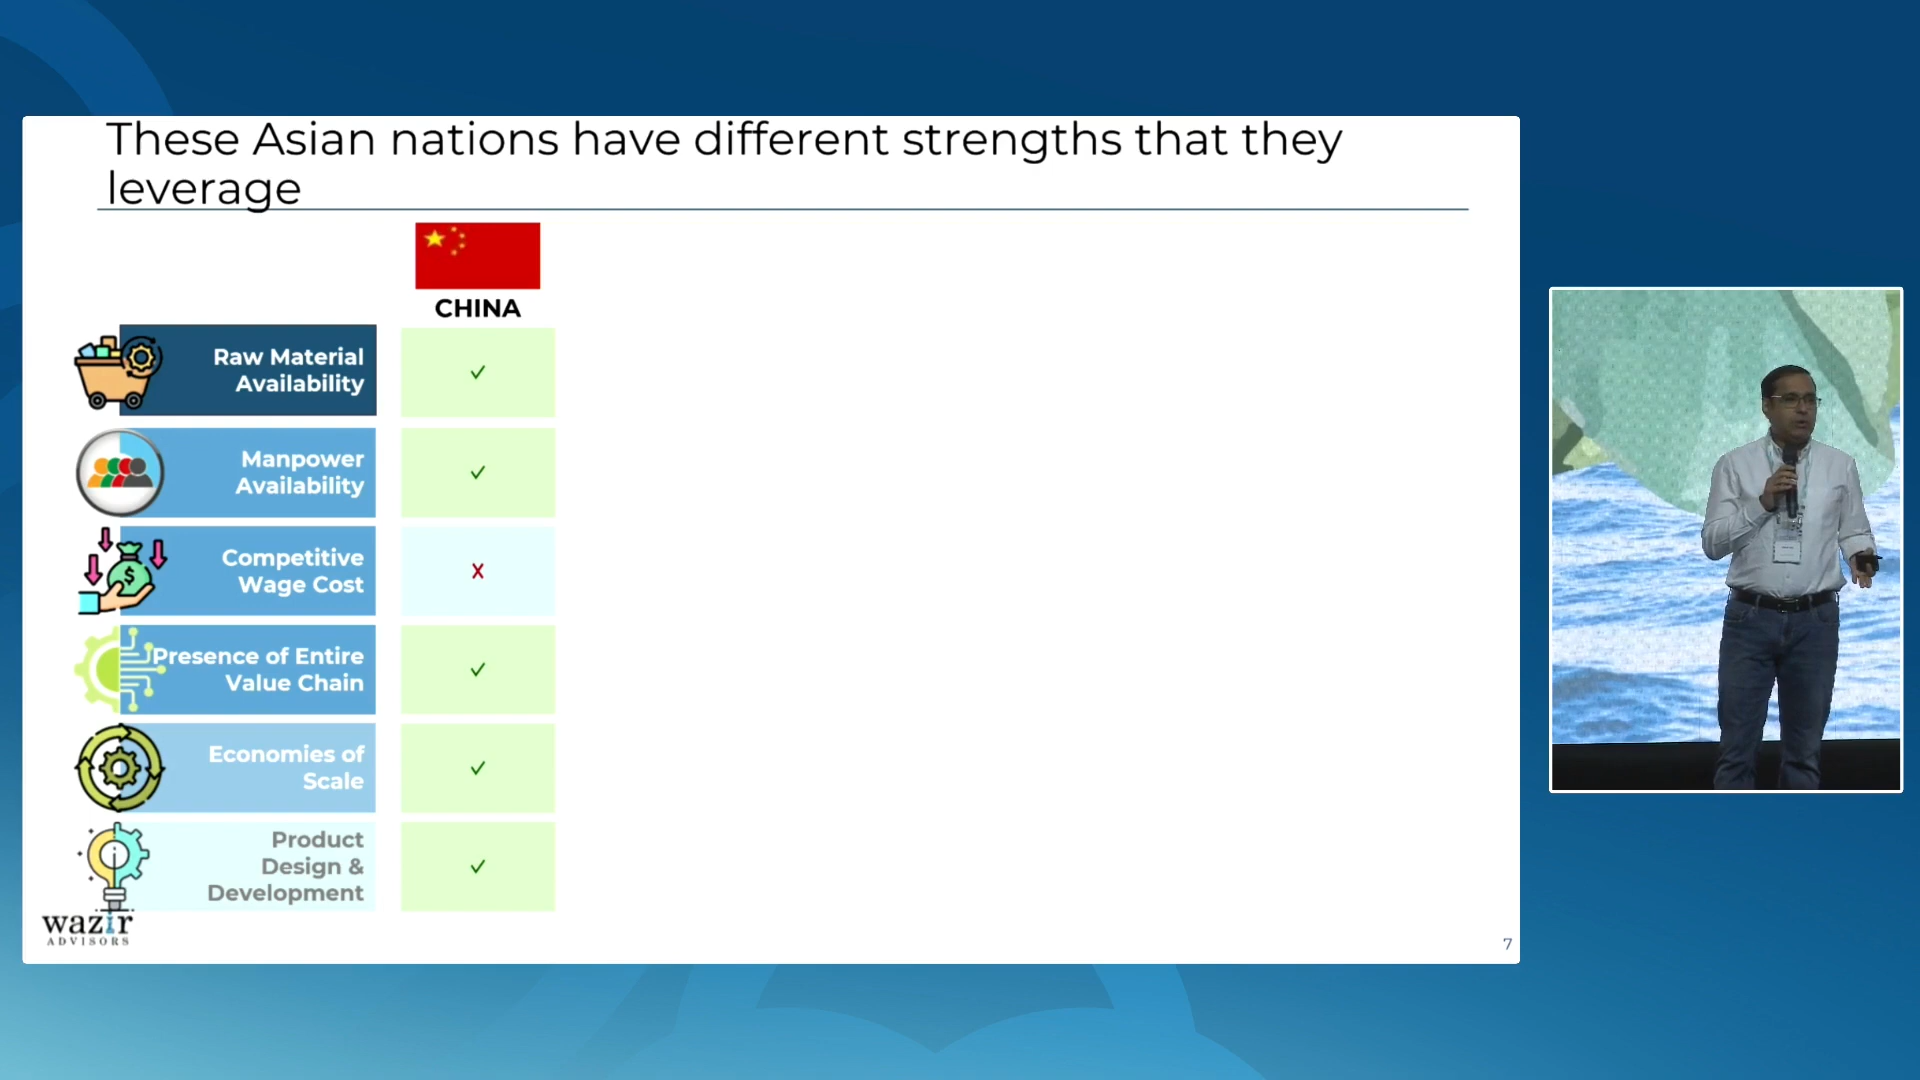 These Asian nations have different strengths that they
leverage
CHINA
Raw Material
Availability
✓
Manpower
Availability
✓
Competitive
Wage Cost
X
Presence of Entire
Value Chain
✓
Economies of
Scale
✓
Product
Design &
Development
✓
wazir
ADVISORS
7